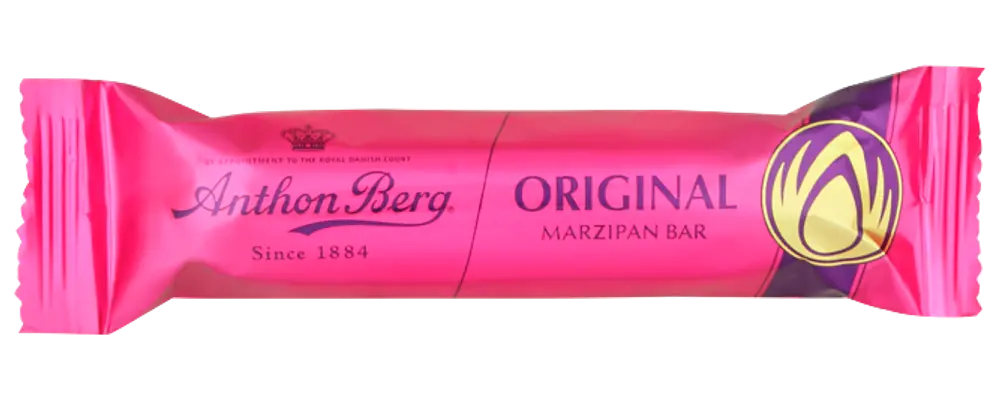 BY APPOINTMENT TO THE ROYAL DANISH COURT
Anthon Berg®
Since 1884
ORIGINAL
MARZIPAN BAR